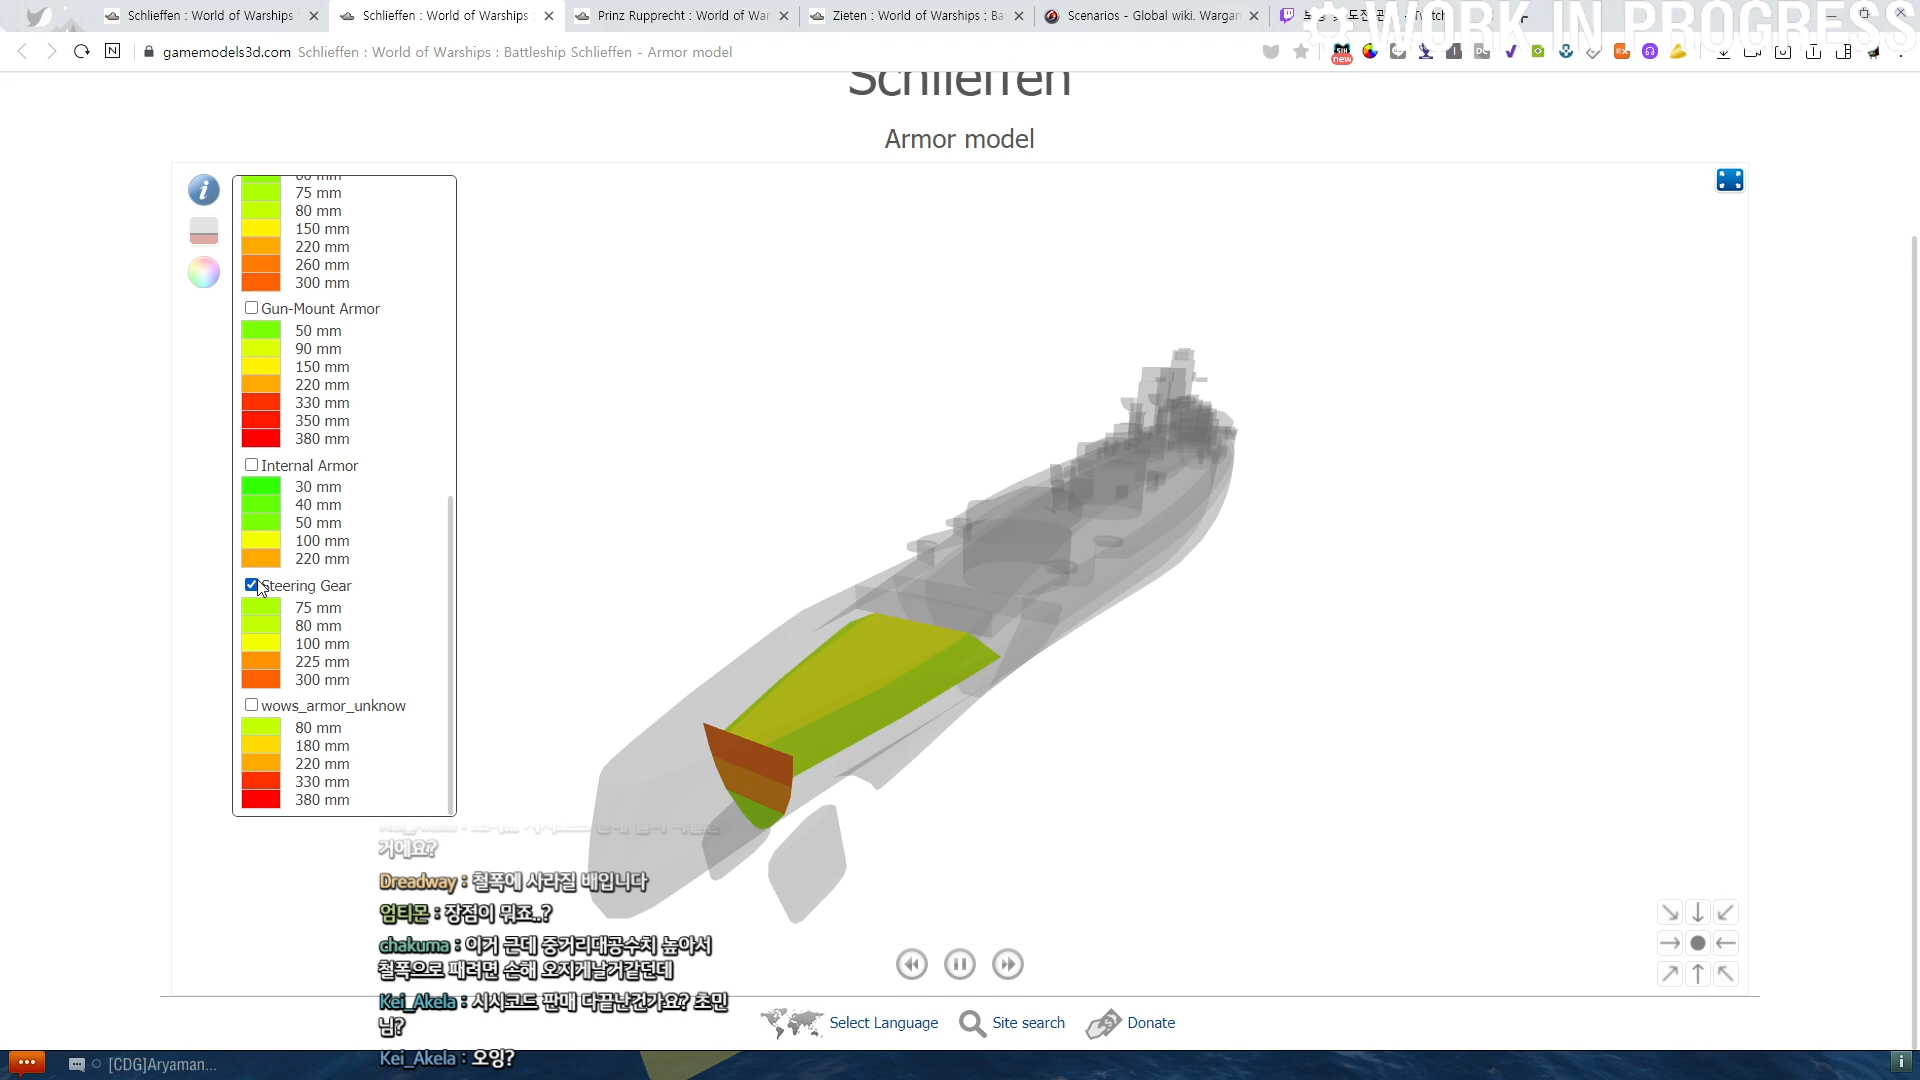 Schlieffen : World of Warships :
Schlieffen : World of Warships :
Prinz Rupprecht : World of War
Zieten : World of Warships : Ba
Scenarios - Global wiki. Wargan
WORK IN PROGRESS
gamemodels3d.com Schlieffen : World of Warships : Battleship Schlieffen - Armor model
Schlieffen
Armor model
60 mm
75 mm
80 mm
150 mm
220 mm
260 mm
300 mm
Gun-Mount Armor
50 mm
90 mm
150 mm
220 mm
330 mm
350 mm
380 mm
Internal Armor
30 mm
40 mm
50 mm
100 mm
220 mm
Steering Gear
75 mm
80 mm
100 mm
225 mm
300 mm
wows_armor_unknow
80 mm
180 mm
220 mm
330 mm
380 mm
거에요?
Dreadway : 철폭에 사라질 배입니다
엄티몬 : 장점이 뭐죠..?
chakuma : 이거 근데 중거리대공수치 높아서
철폭으로 패려면 손해 오지게날거같던데
Kei_Akela : 시시코드 판매 다끝난건가요? 초민
님?
Kei_Akela : 오잉?
Select Language
Site search
Donate
[CDG]Aryaman...